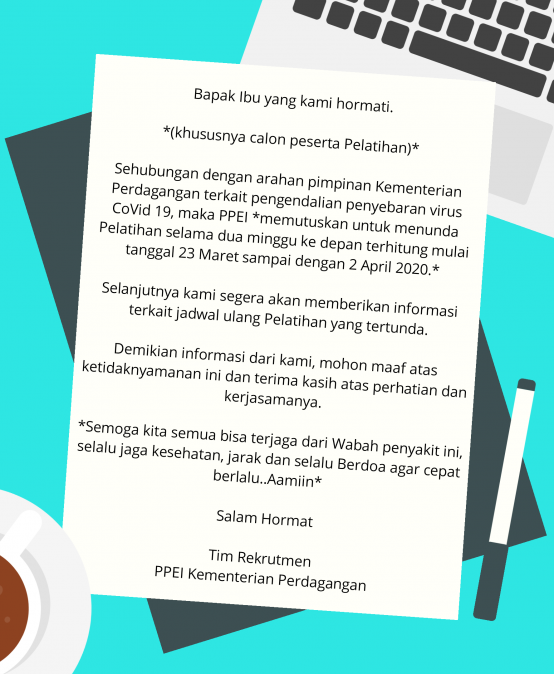 Bapak Ibu yang kami hormati.
*(khususnya calon peserta Pelatihan)*
Sehubungan dengan arahan pimpinan Kementerian
Perdagangan terkait pengendalian penyebaran virus
CoVid 19, maka PPEI *memutuskan untuk menunda
Pelatihan selama dua minggu ke depan terhitung mulai
tanggal 23 Maret sampai dengan 2 April 2020.*
Selanjutnya kami segera akan memberikan informasi
terkait jadwal ulang Pelatihan yang tertunda.
Demikian informasi dari kami, mohon maaf atas
ketidaknyamanan ini dan terima kasih atas perhatian dan
kerjasamanya.
*Semoga kita semua bisa terjaga dari Wabah penyakit ini,
selalu jaga kesehatan, jarak dan selalu Berdoa agar cepat
berlalu..Aamiin*
Salam Hormat
Tim Rekrutmen
PPEI Kementerian Perdagangan